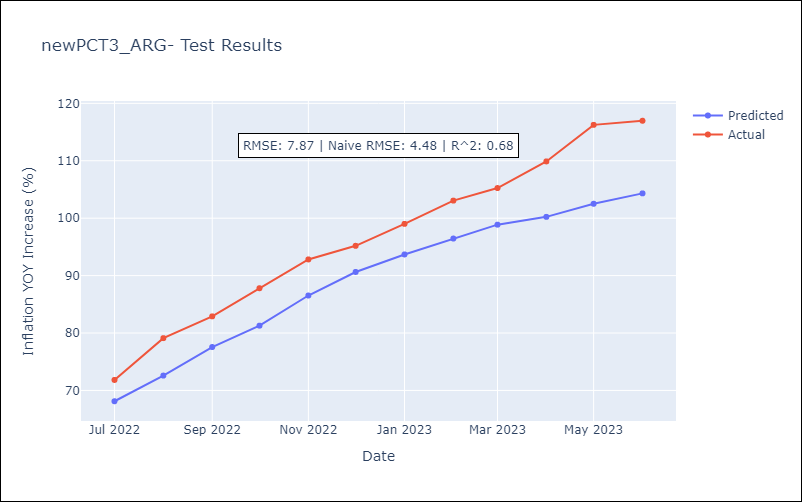 newPCT3_ARG- Test Results
120
110
100
90
80
70
Inflation YOY Increase (%)
RMSE: 7.87 | Naive RMSE: 4.48 | R^2: 0.68
Predicted
Actual
Jul 2022
Sep 2022
Nov 2022
Jan 2023
Mar 2023
May 2023
Date